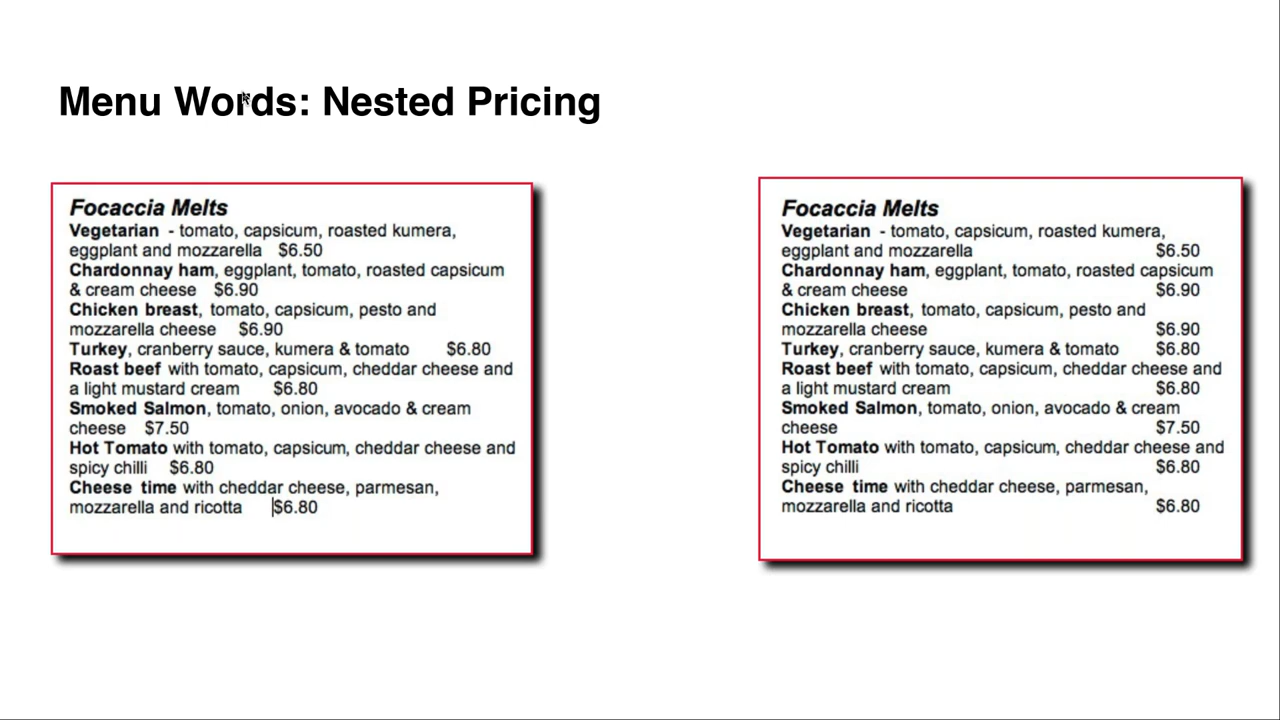 Menu Words: Nested Pricing
Focaccia Melts
Vegetarian - tomato, capsicum, roasted kumera,
eggplant and mozzarella $6.50
Chardonnay ham, eggplant, tomato, roasted capsicum
& cream cheese $6.90
Chicken breast, tomato, capsicum, pesto and
mozzarella cheese $6.90
Turkey, cranberry sauce, kumera & tomato $6.80
Roast beef with tomato, capsicum, cheddar cheese and
a light mustard cream $6.80
Smoked Salmon, tomato, onion, avocado & cream
cheese $7.50
Hot Tomato with tomato, capsicum, cheddar cheese and
spicy chilli $6.80
Cheese time with cheddar cheese, parmesan,
mozzarella and ricotta $6.80
Focaccia Melts
Vegetarian - tomato, capsicum, roasted kumera,
eggplant and mozzarella $6.50
Chardonnay ham, eggplant, tomato, roasted capsicum
& cream cheese $6.90
Chicken breast, tomato, capsicum, pesto and
mozzarella cheese $6.90
Turkey, cranberry sauce, kumera & tomato $6.80
Roast beef with tomato, capsicum, cheddar cheese and
a light mustard cream $6.80
Smoked Salmon, tomato, onion, avocado & cream
cheese $7.50
Hot Tomato with tomato, capsicum, cheddar cheese and
spicy chilli $6.80
Cheese time with cheddar cheese, parmesan,
mozzarella and ricotta $6.80